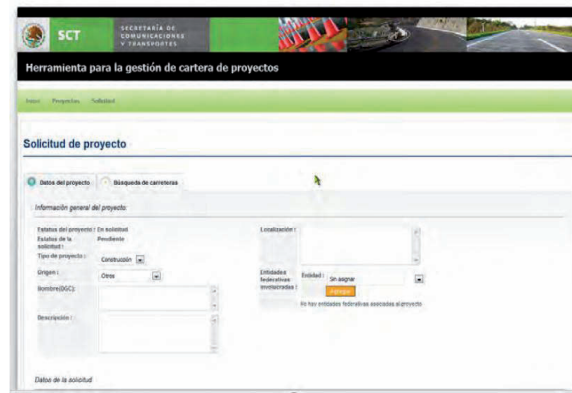 SCT
SECRETARÍA DE
COMUNICACIONES
Y TRANSPORTES
Herramienta para la gestión de cartera de proyectos
Inicio Proyectos Solicitud
Solicitud de proyecto
Datos del proyecto Búsqueda de carreteras
Información general del proyecto
Estatus del proyecto : En solicitud
Estatus de la solicitud : Pendiente
Tipo de proyecto : Construcción
Origen : Otros
Nombre(DGC):
Descripción :
Localización :
Entidades federativas involucradas :
Entidad : Sin asignar
Agregar
No hay entidades federativas asociadas al proyecto
Datos de la solicitud